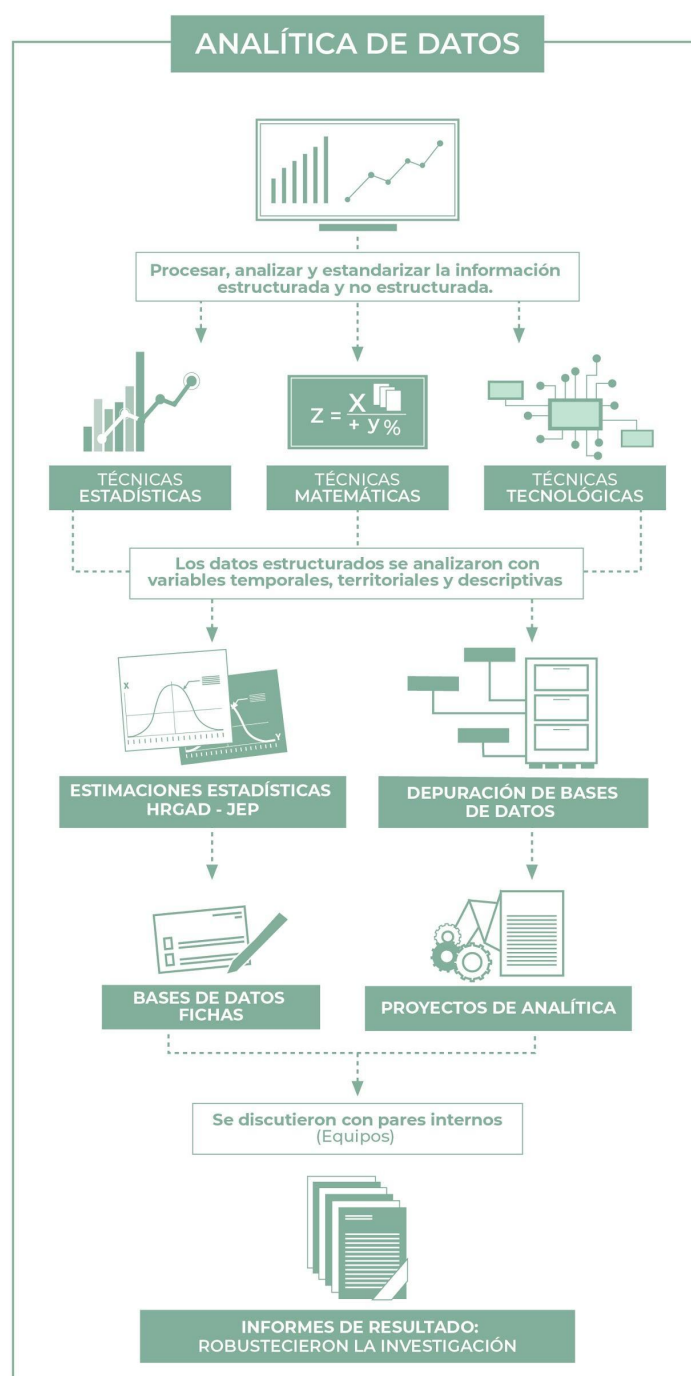 ANALÍTICA DE DATOS
Procesar, analizar y estandarizar la información
estructurada y no estructurada.
Z = X
+ y %
TÉCNICAS
ESTADÍSTICAS
TÉCNICAS
MATEMÁTICAS
TÉCNICAS
TECNOLÓGICAS
Los datos estructurados se analizaron con
variables temporales, territoriales y descriptivas
X
Y
ESTIMACIONES ESTADÍSTICAS
HRGAD - JEP
DEPURACIÓN DE BASES
DE DATOS
BASES DE DATOS
FICHAS
PROYECTOS DE ANALÍTICA
Se discutieron con pares internos
(Equipos)
INFORMES DE RESULTADO:
ROBUSTECIERON LA INVESTIGACIÓN